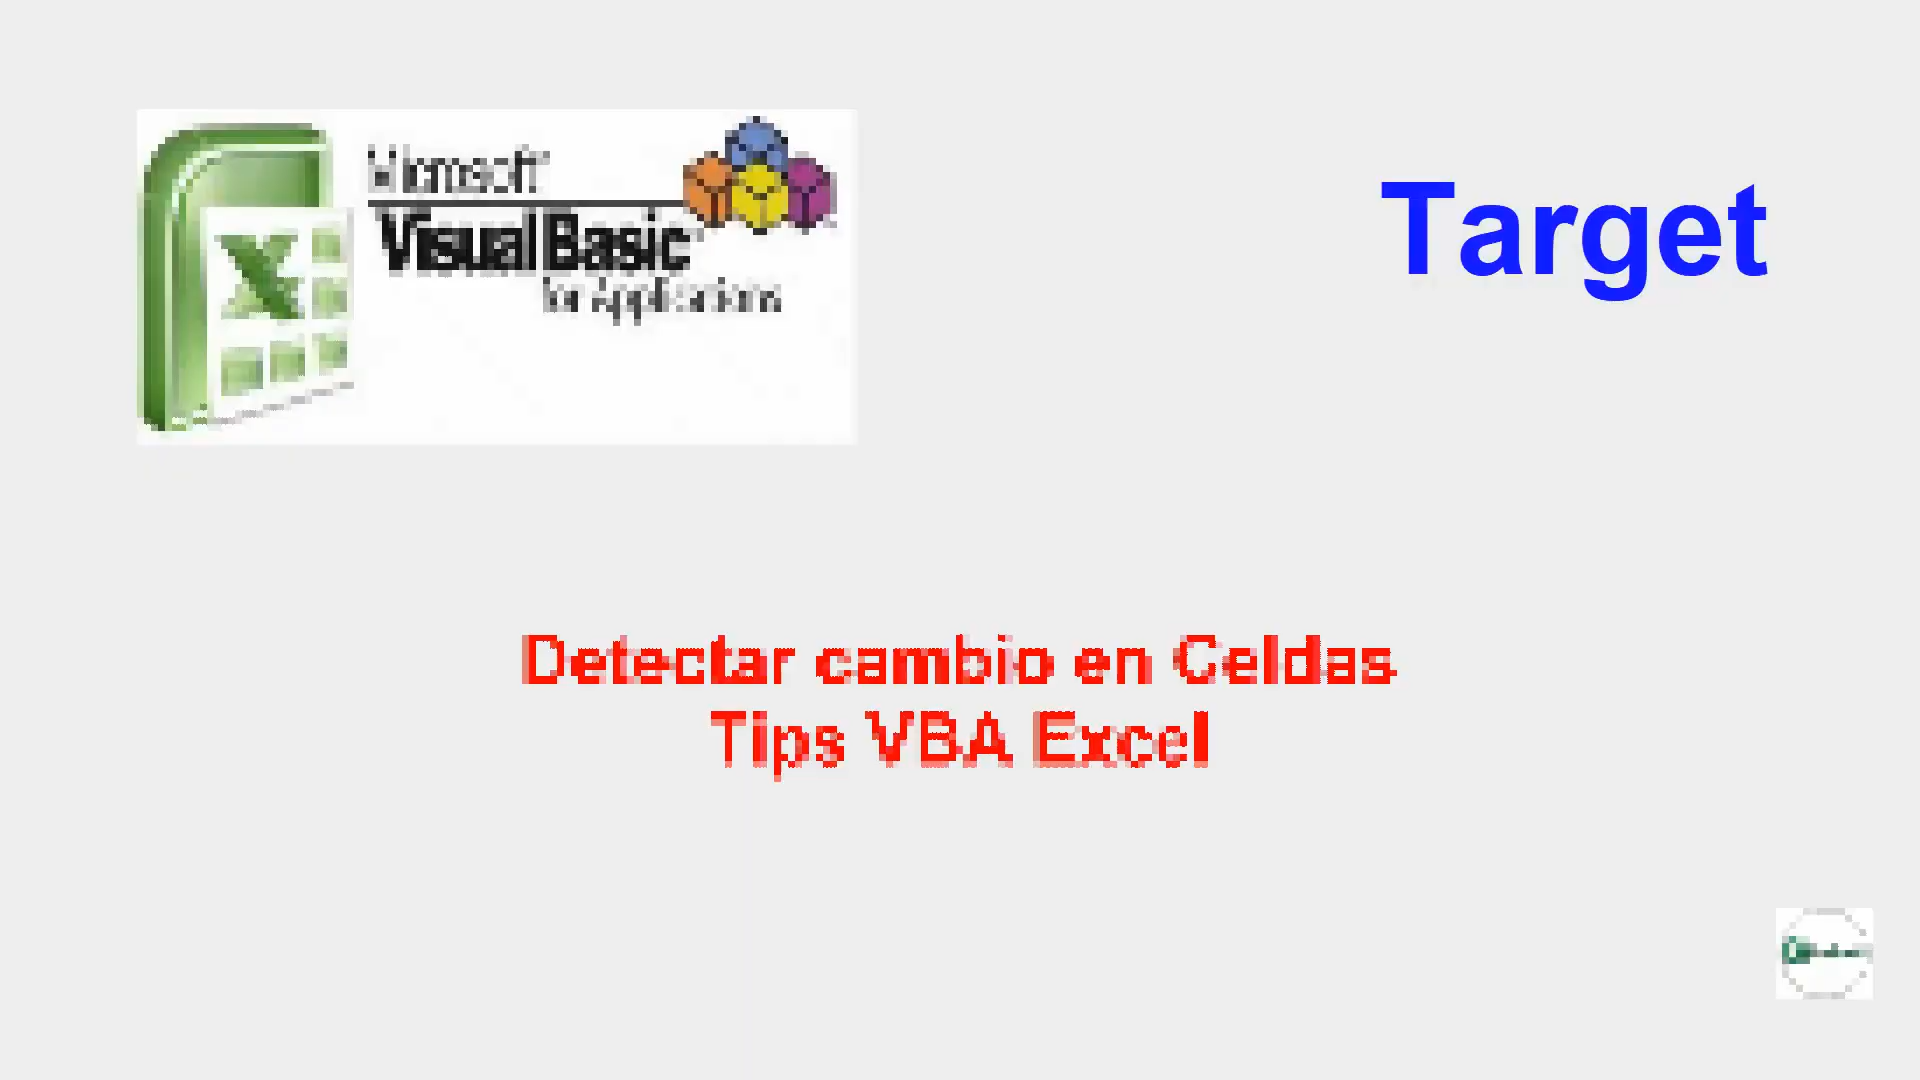 Microsoft
Visual Basic
for Applications
Target
Detectar cambio en Celdas
Tips VBA Excel